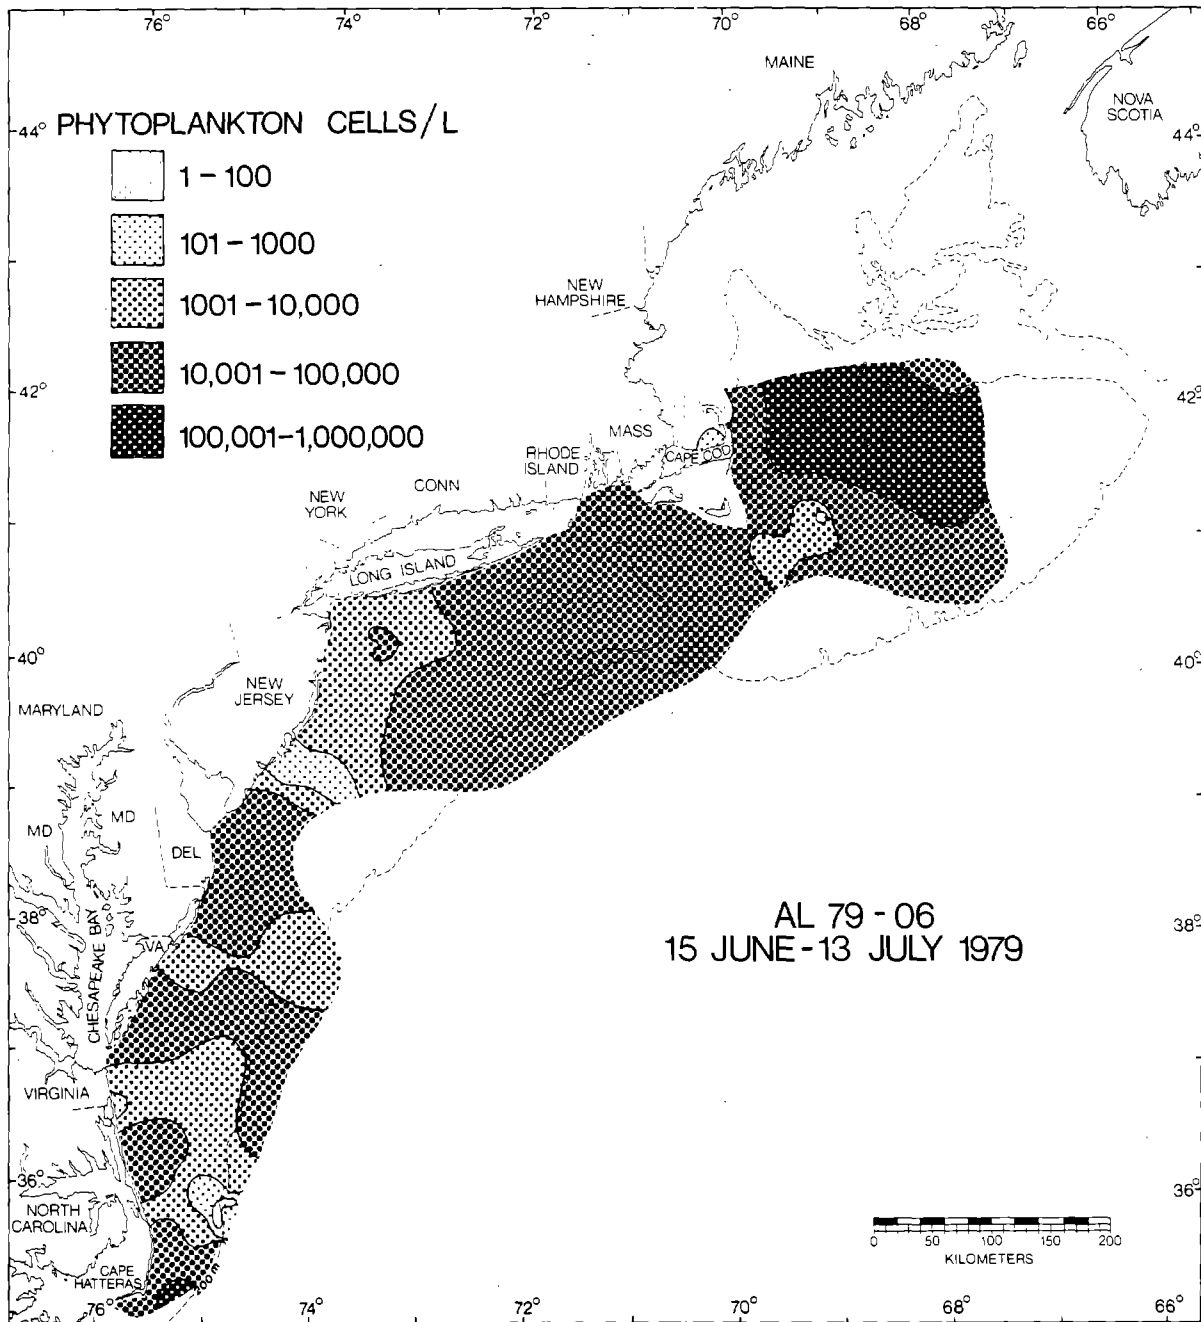 76° 74° 72° 70° 68° 66°
MAINE
NOVA
SCOTIA
44° 44°
PHYTOPLANKTON CELLS/L
1-100
101-1000
1001-10,000
10,001-100,000
100,001-1,000,000
NEW
HAMPSHIRE
42° 42°
MASS
CAPE COD
RHODE
ISLAND
CONN
NEW
YORK
LONG ISLAND
40° 40°
NEW
JERSEY
MARYLAND
MD
MD
DEL
38° 38°
CHESAPEAKE BAY
VA
AL 79-06
15 JUNE-13 JULY 1979
VIRGINIA
36° 36°
NORTH
CAROLINA
CAPE
HATTERAS
200 m
0 50 100 150 200
KILOMETERS
76° 74° 72° 70° 68° 66°